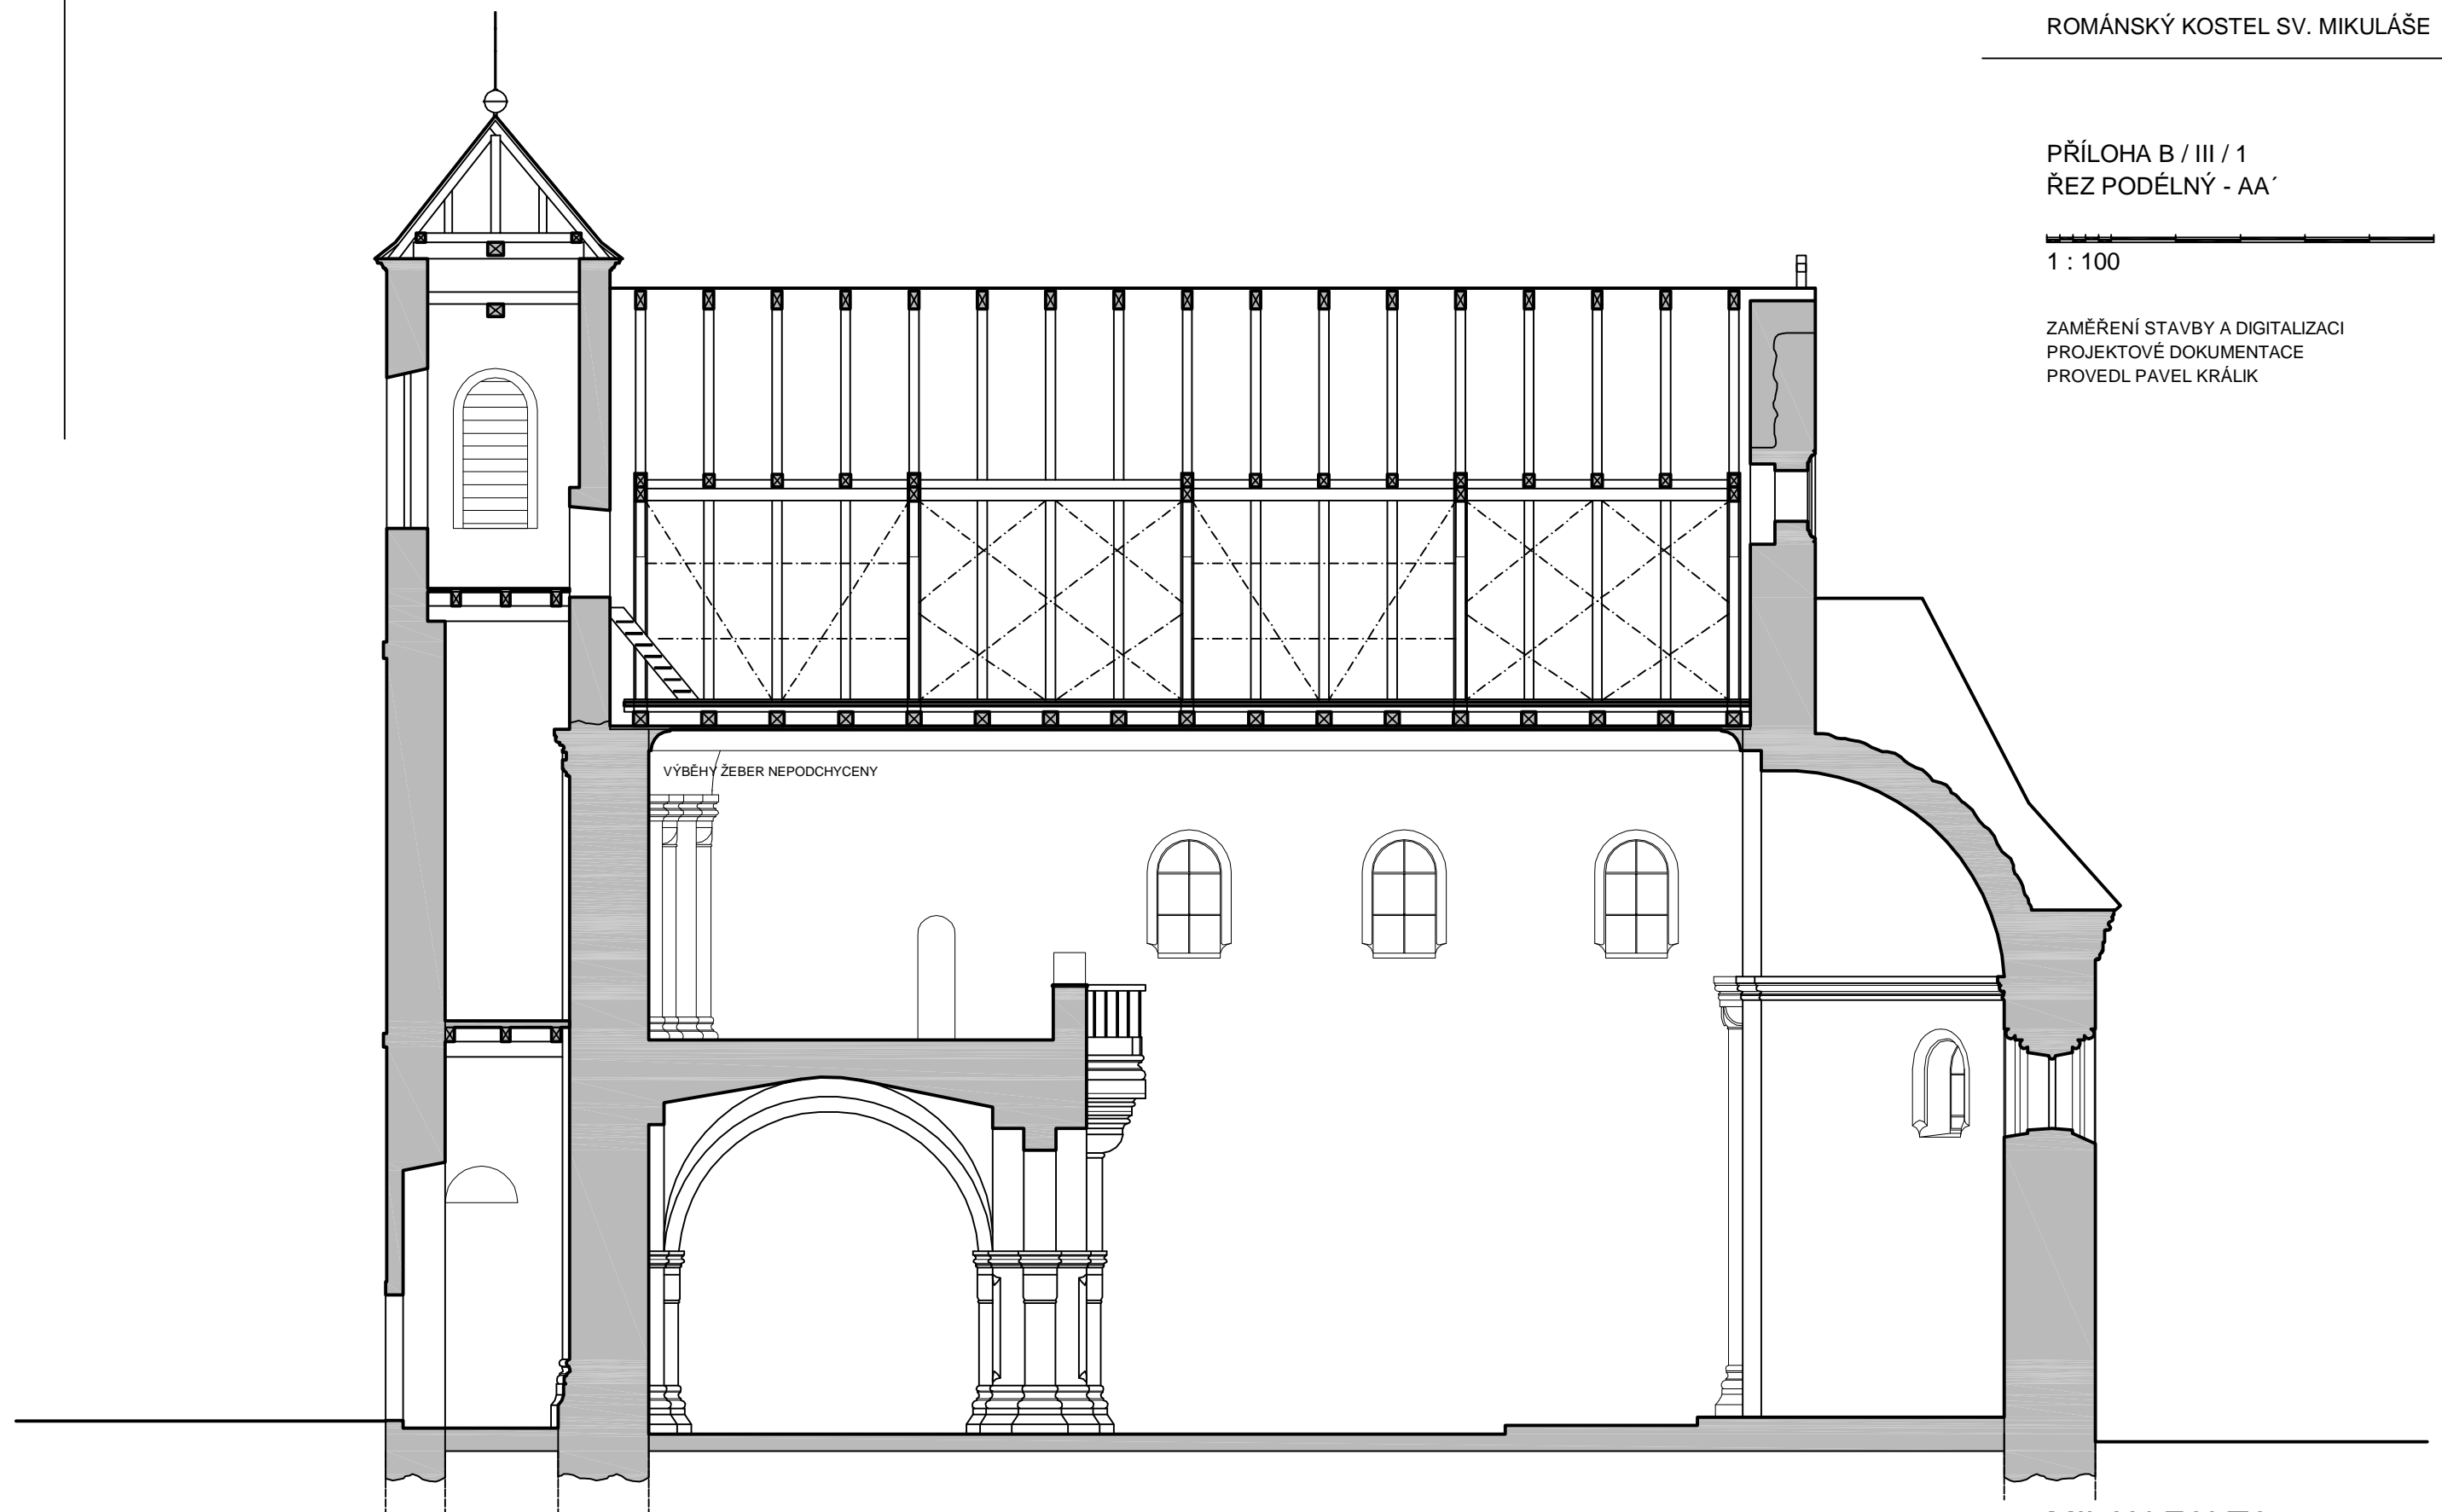 ROMÁNSKÝ KOSTEL SV. MIKULÁŠE
PŘÍLOHA B / III / 1
ŘEZ PODÉLNÝ - AA´
1 : 100
ZAMĚŘENÍ STAVBY A DIGITALIZACI
PROJEKTOVÉ DOKUMENTACE
PROVEDL PAVEL KRÁLIK
VÝBĚHY ŽEBER NEPODCHYCENY